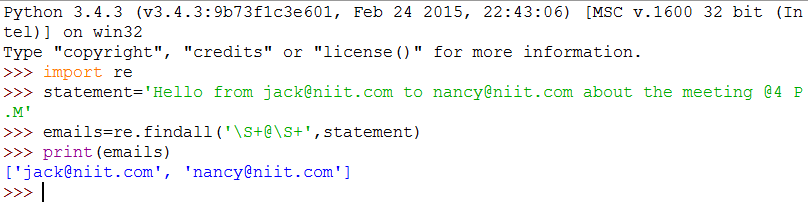 Python 3.4.3 (v3.4.3:9b73f1c3e601, Feb 24 2015, 22:43:06) [MSC v.1600 32 bit (In
tel)] on win32
Type "copyright", "credits" or "license()" for more information.
>>> import re
>>> statement='Hello from jack@niit.com to nancy@niit.com about the meeting @4 P
.M'
>>> emails=re.findall('\S+@\S+',statement)
>>> print(emails)
['jack@niit.com', 'nancy@niit.com']
>>>